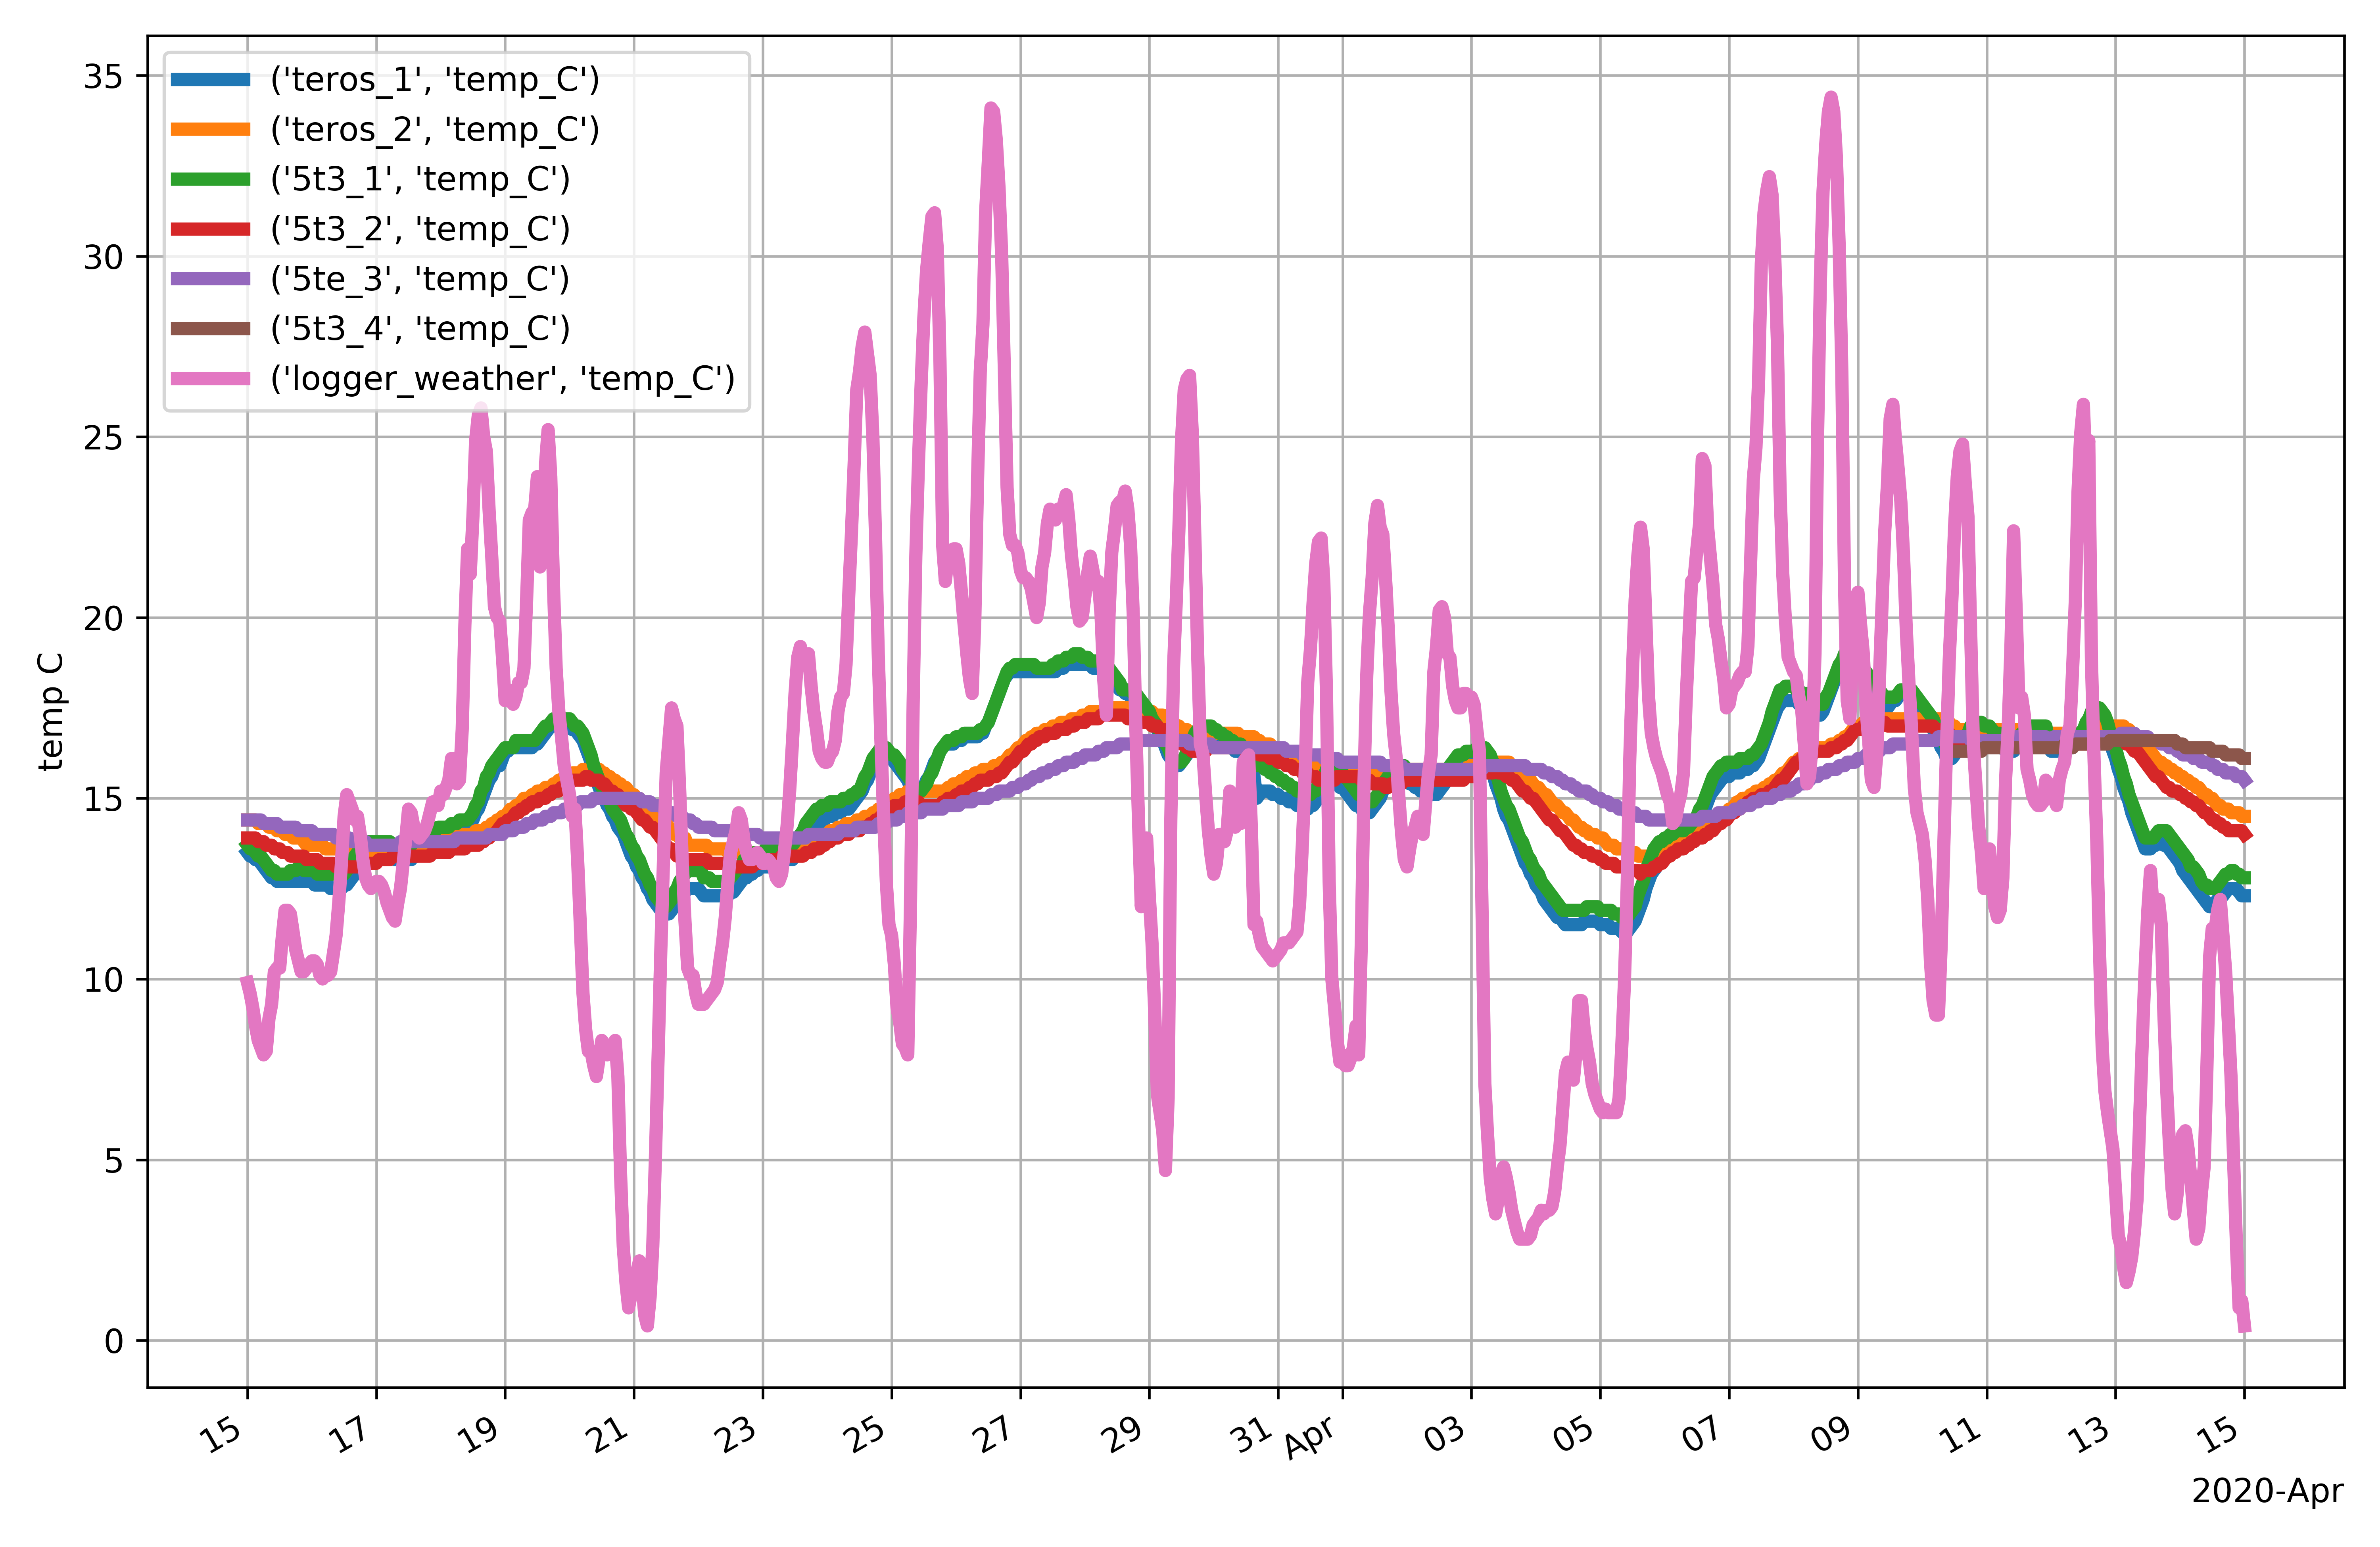 35
30
25
20
15
10
5
0
temp C
('teros_1', 'temp_C')
('teros_2', 'temp_C')
('5t3_1', 'temp_C')
('5t3_2', 'temp_C')
('5te_3', 'temp_C')
('5t3_4', 'temp_C')
('logger_weather', 'temp_C')
15 17 19 21 23 25 27 29 31 Apr 03 05 07 09 11 13 15
2020-Apr